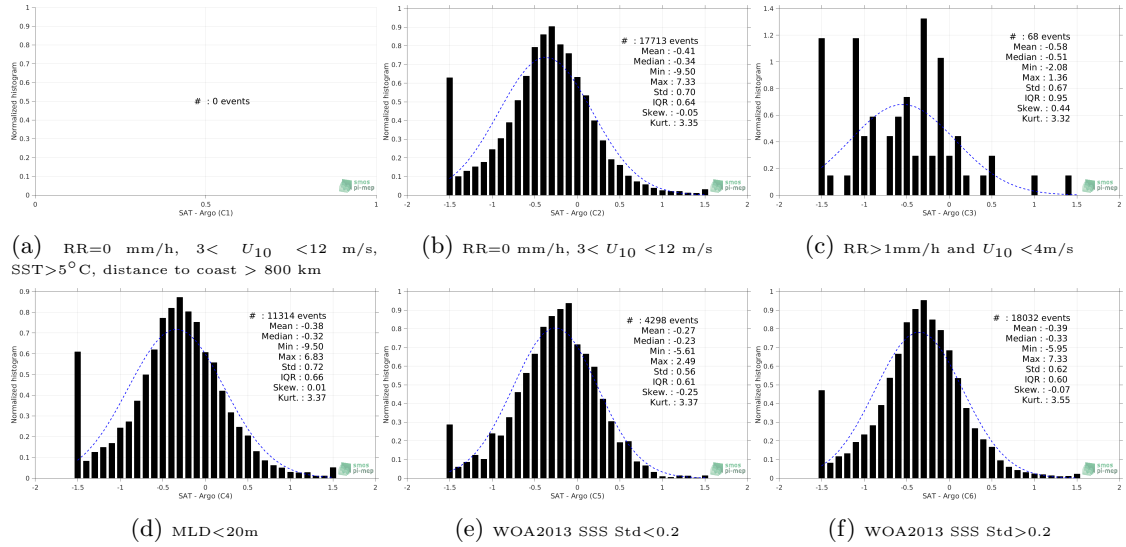 1
0.9
0.8
0.7
0.6
0.5
0.4
0.3
0.2
0.1
0
Normalized histogram
# : 0 events
smos
pi-mep
0 0.5 1
SAT - Argo (C1)
(a) RR=0 mm/h, 3< U10 <12 m/s,
SST>5°C, distance to coast > 800 km
1
0.9
0.8
0.7
0.6
0.5
0.4
0.3
0.2
0.1
0
Normalized histogram
# : 17713 events
Mean : -0.41
Median : -0.34
Min : -9.50
Max : 7.33
Std : 0.70
IQR : 0.64
Skew. : -0.05
Kurt. : 3.35
smos
pi-mep
-2 -1.5 -1 -0.5 0 0.5 1 1.5 2
SAT - Argo (C2)
(b) RR=0 mm/h, 3< U10 <12 m/s
1.4
1.2
1
0.8
0.6
0.4
0.2
0
Normalized histogram
# : 68 events
Mean : -0.58
Median : -0.51
Min : -2.08
Max : 1.36
Std : 0.67
IQR : 0.95
Skew. : 0.44
Kurt. : 3.32
smos
pi-mep
-2 -1.5 -1 -0.5 0 0.5 1 1.5 2
SAT - Argo (C3)
(c) RR>1mm/h and U10 <4m/s
0.9
0.8
0.7
0.6
0.5
0.4
0.3
0.2
0.1
0
Normalized histogram
# : 11314 events
Mean : -0.38
Median : -0.32
Min : -9.50
Max : 6.83
Std : 0.72
IQR : 0.66
Skew. : 0.01
Kurt. : 3.37
smos
pi-mep
-2 -1.5 -1 -0.5 0 0.5 1 1.5 2
SAT - Argo (C4)
(d) MLD<20m
1
0.9
0.8
0.7
0.6
0.5
0.4
0.3
0.2
0.1
0
Normalized histogram
# : 4298 events
Mean : -0.27
Median : -0.23
Min : -5.61
Max : 2.49
Std : 0.56
IQR : 0.61
Skew. : -0.25
Kurt. : 3.37
smos
pi-mep
-2 -1.5 -1 -0.5 0 0.5 1 1.5 2
SAT - Argo (C5)
(e) WOA2013 SSS Std<0.2
1
0.9
0.8
0.7
0.6
0.5
0.4
0.3
0.2
0.1
0
Normalized histogram
# : 18032 events
Mean : -0.39
Median : -0.33
Min : -5.95
Max : 7.33
Std : 0.62
IQR : 0.60
Skew. : -0.07
Kurt. : 3.55
smos
pi-mep
-2 -1.5 -1 -0.5 0 0.5 1 1.5 2
SAT - Argo (C6)
(f) WOA2013 SSS Std>0.2